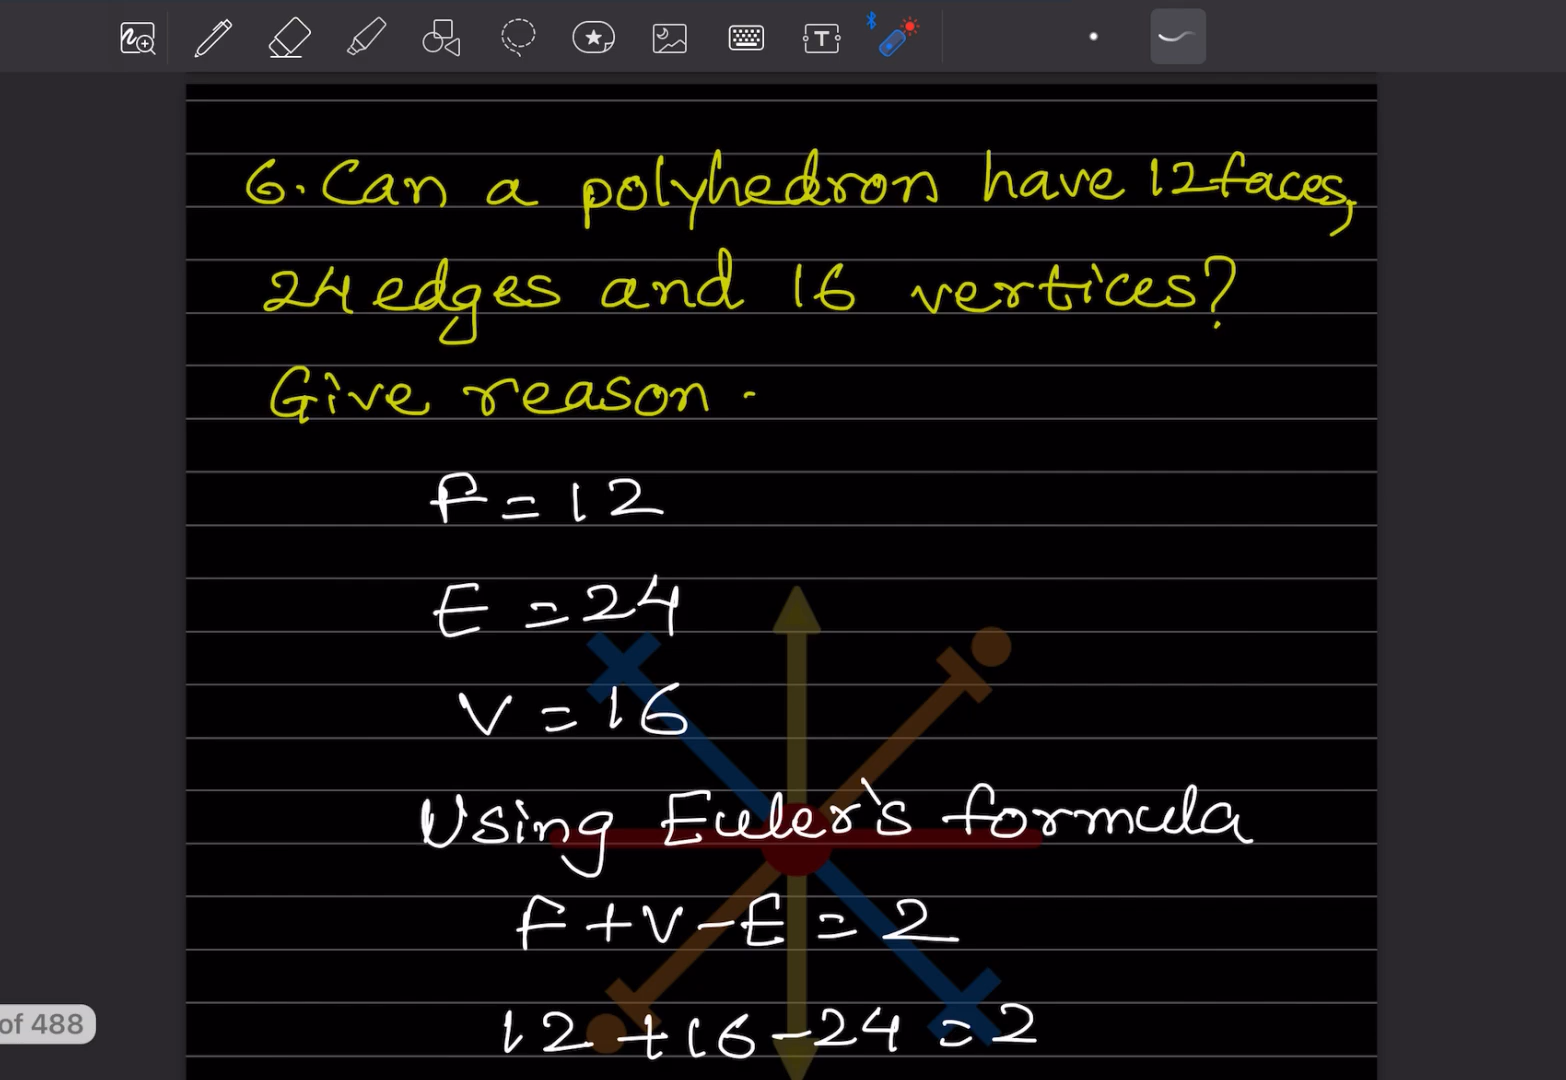 6. Can a polyhedron have 12 faces,
24 edges and 16 vertices?
Give reason.
F = 12
E = 24
V = 16
Using Euler's formula
F + V - E = 2
12 + 16 - 24 = 2
of 488